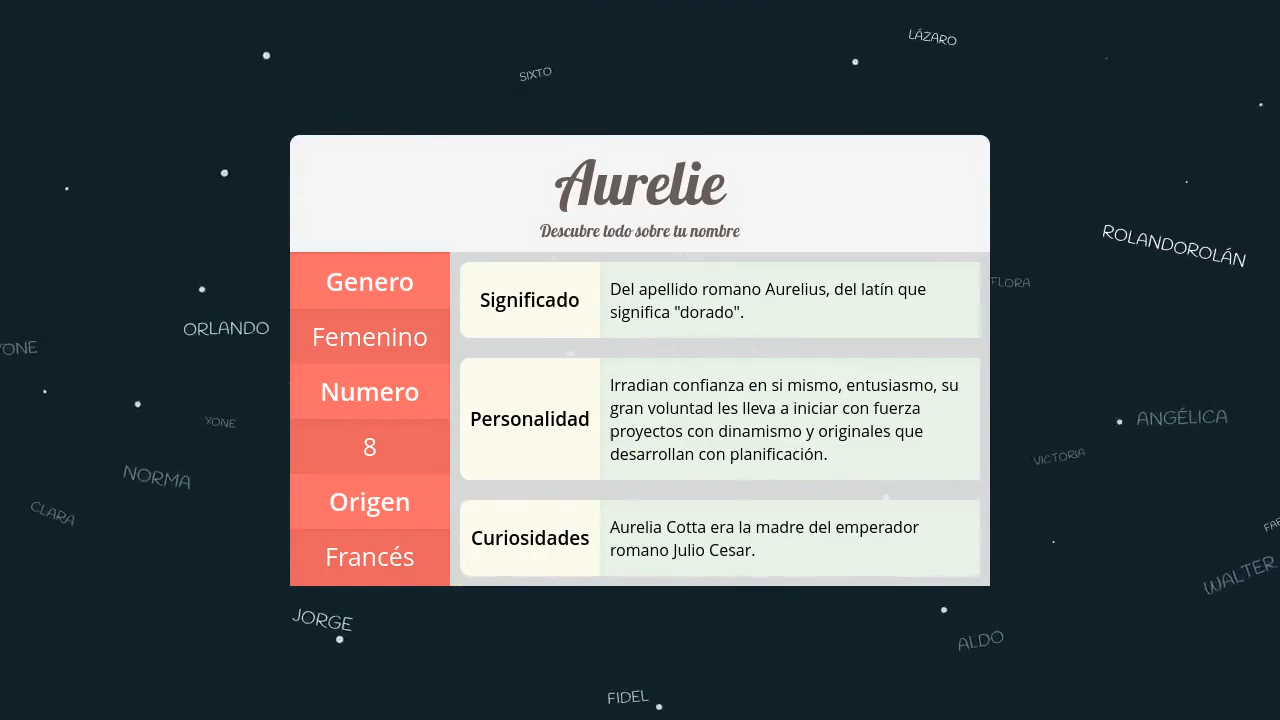 LÁZARO
SIXTO
Aurelie
Descubre todo sobre tu nombre
ROLANDOROLÁN
Genero
Femenino
Numero
8
Origen
Francés
Significado
Del apellido romano Aurelius, del latín que
significa "dorado".
Personalidad
Irradian confianza en si mismo, entusiasmo, su
gran voluntad les lleva a iniciar con fuerza
proyectos con dinamismo y originales que
desarrollan con planificación.
Curiosidades
Aurelia Cotta era la madre del emperador
romano Julio Cesar.
FLORA
ORLANDO
YONE
YONE
ANGÉLICA
VICTORIA
NORMA
CLARA
WALTER
JORGE
ALDO
FIDEL